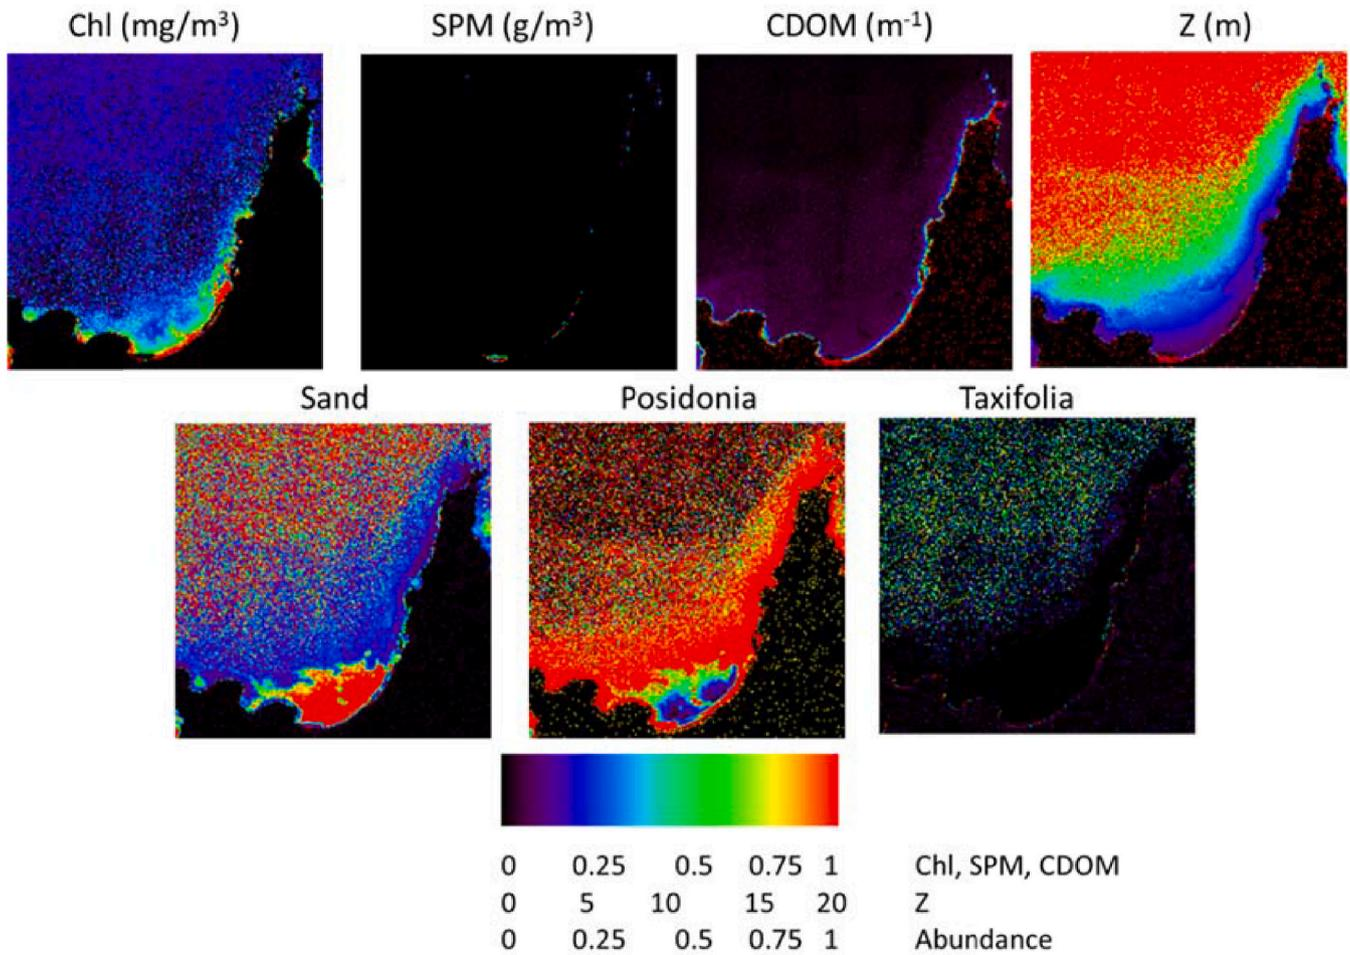 Chl (mg/m³) SPM (g/m³) CDOM (m⁻¹) Z (m)
Sand Posidonia Taxifolia
0 0.25 0.5 0.75 1 Chl, SPM, CDOM
0 5 10 15 20 Z
0 0.25 0.5 0.75 1 Abundance